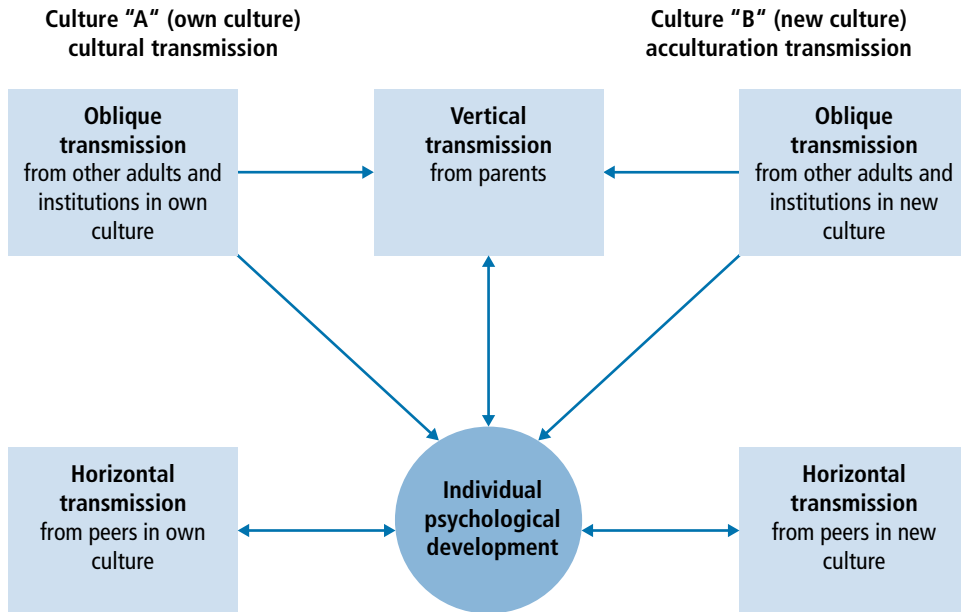 Culture "A“ (own culture)
cultural transmission
Culture "B“ (new culture)
acculturation transmission
Oblique
transmission
from other adults and
institutions in own
culture
Vertical
transmission
from parents
Oblique
transmission
from other adults and
institutions in new
culture
Horizontal
transmission
from peers in own
culture
Individual
psychological
development
Horizontal
transmission
from peers in new
culture